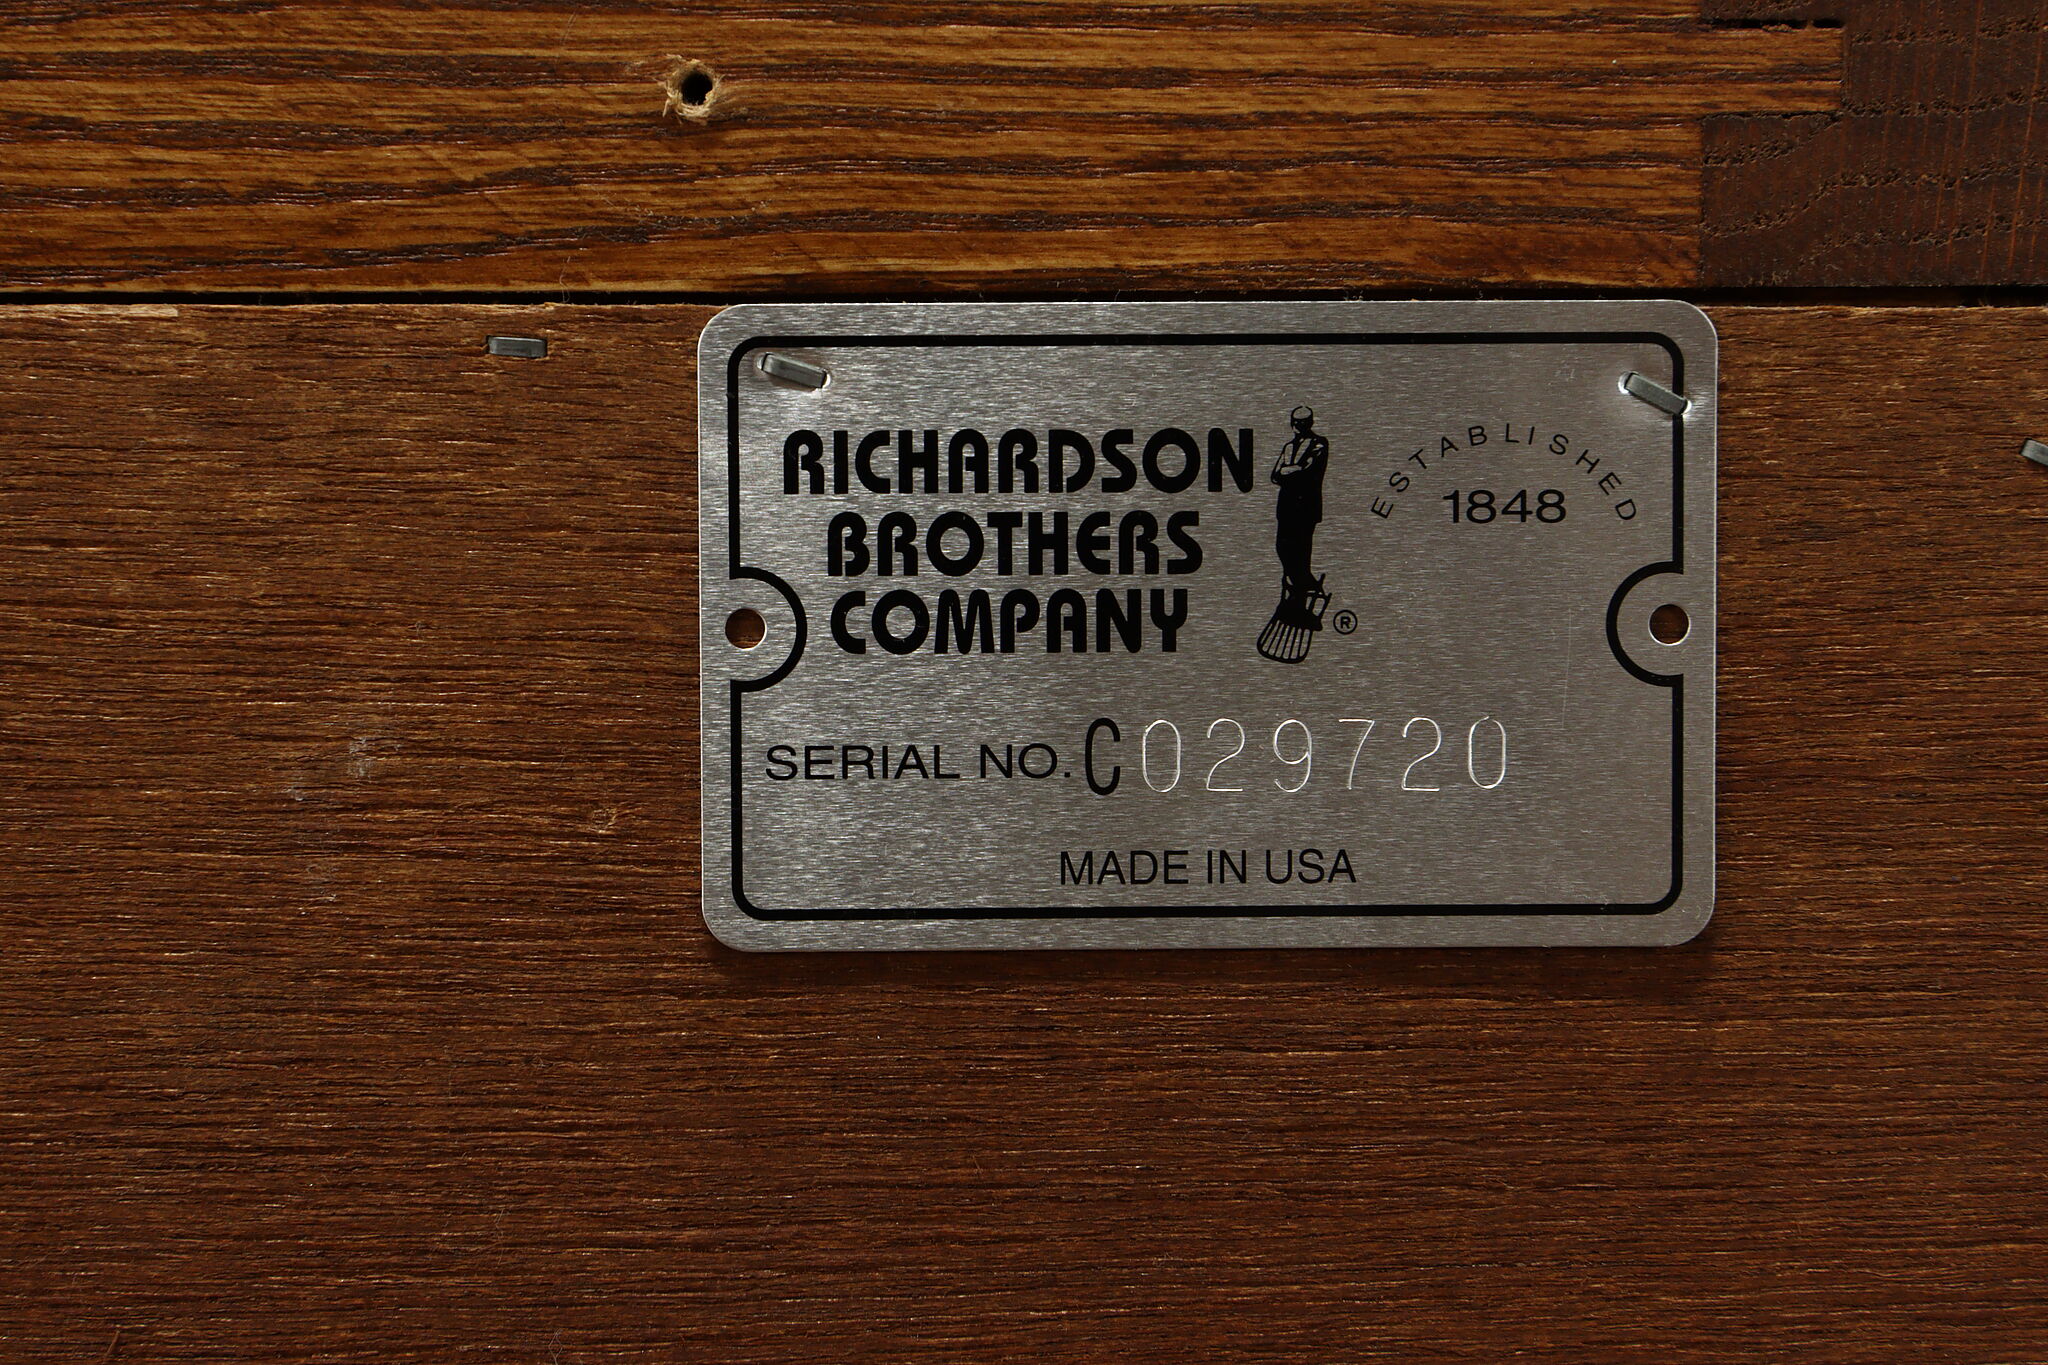 RICHARDSON
BROTHERS
COMPANY
®
ESTABLISHED
1848
SERIAL NO. C029720
MADE IN USA